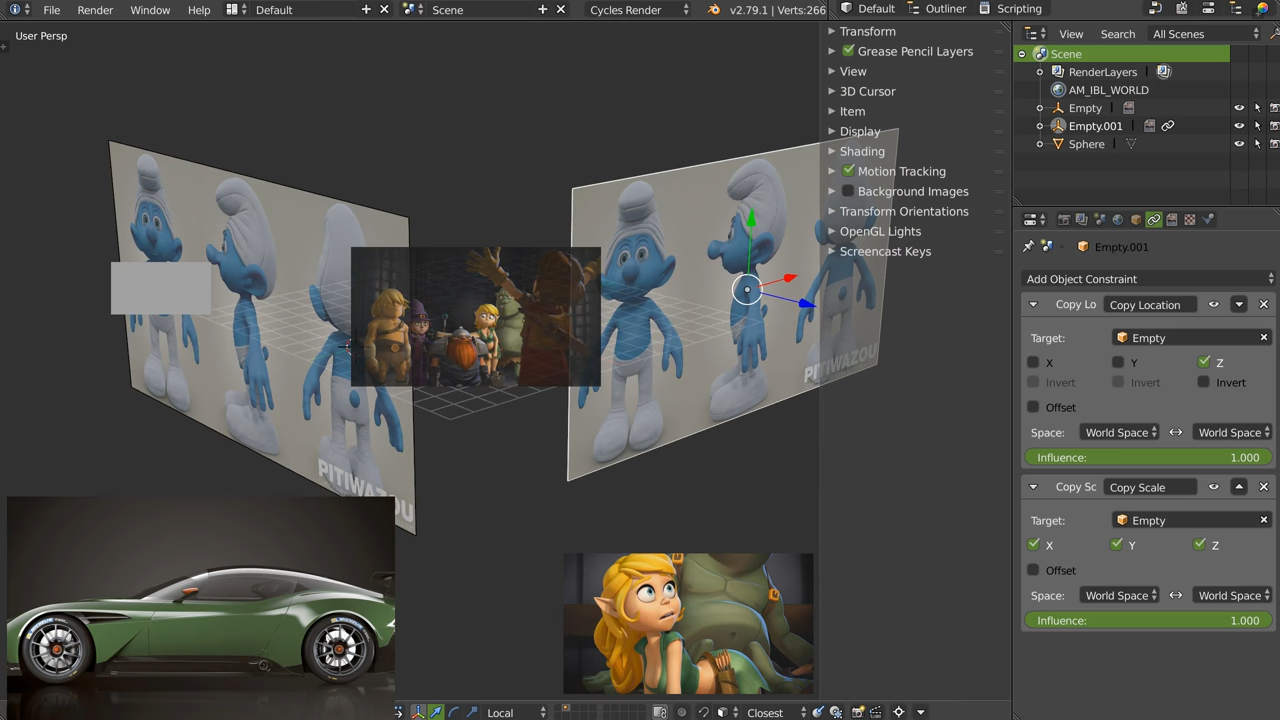 File Render Window Help Default Scene Cycles Render v2.79.1 | Verts:266 Default Outliner Scripting
User Persp
Transform
Grease Pencil Layers
View
3D Cursor
Item
Display
Shading
Motion Tracking
Background Images
Transform Orientations
OpenGL Lights
Screencast Keys
View Search All Scenes
Scene
RenderLayers
AM_IBL_WORLD
Empty
Empty.001
Sphere
Empty.001
Add Object Constraint
Copy Lo Copy Location
Target: Empty
X Y Z
Invert Invert Invert
Offset
Space: World Space World Space
Influence: 1.000
Copy Sc Copy Scale
Target: Empty
X Y Z
Offset
Space: World Space World Space
Influence: 1.000
PITIWAZOU
PITIWAZOU
Local Closest